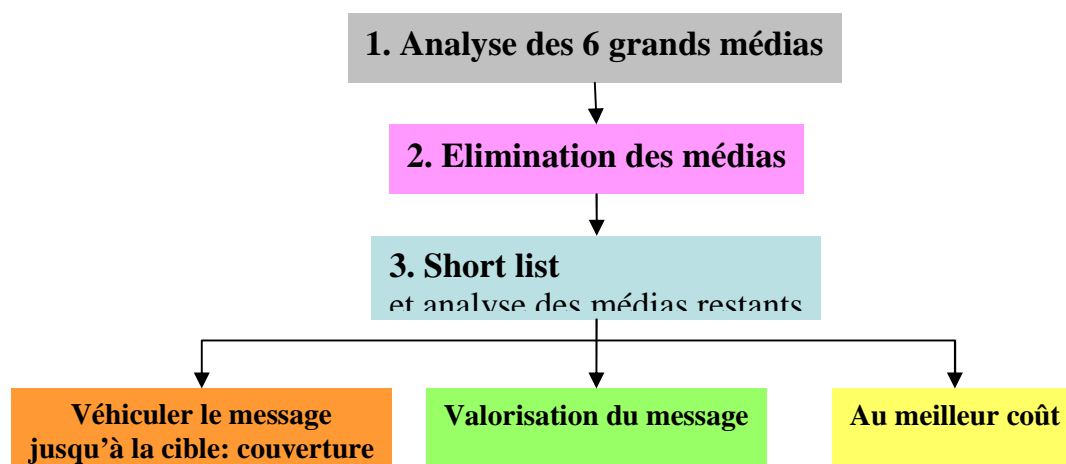 1. Analyse des 6 grands médias
2. Elimination des médias
3. Short list
et analyse des médias restants
Véhiculer le message
jusqu’à la cible: couverture
Valorisation du message
Au meilleur coût